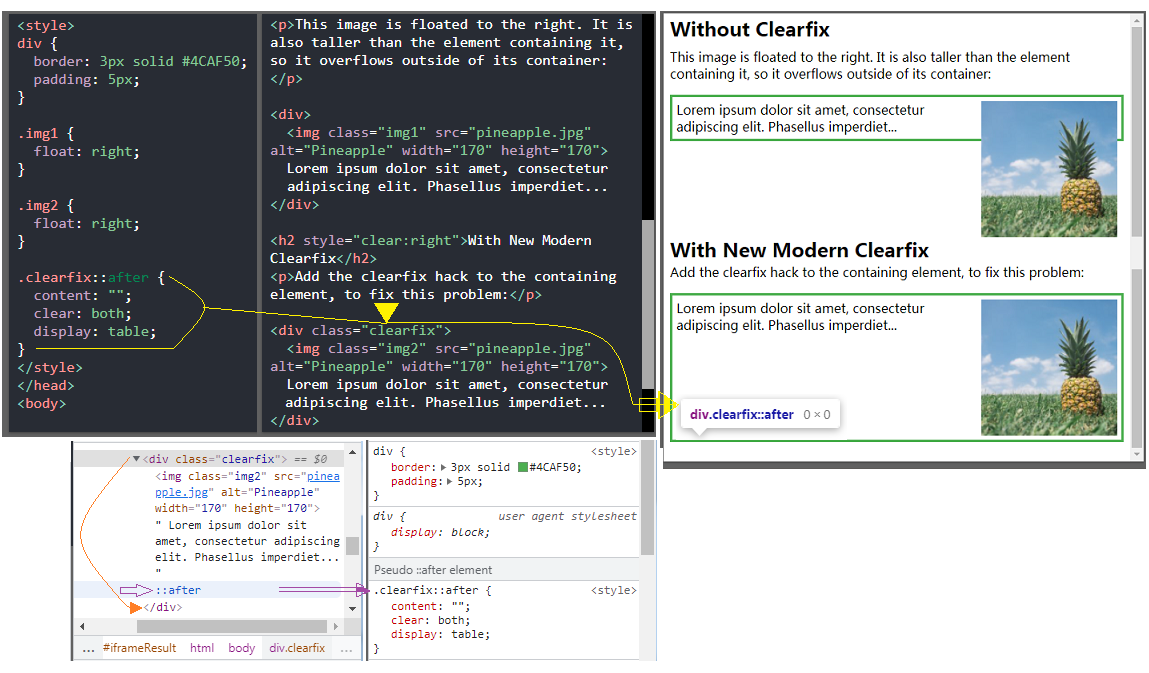 <style>
div {
border: 3px solid #4CAF50;
padding: 5px;
}
.img1 {
float: right;
}
.img2 {
float: right;
}
.clearfix::after {
content: "";
clear: both;
display: table;
}
</style>
</head>
<body>
<p>This image is floated to the right. It is
also taller than the element containing it,
so it overflows outside of its container:
</p>
<div>
<img class="img1" src="pineapple.jpg"
alt="Pineapple" width="170" height="170">
Lorem ipsum dolor sit amet, consectetur
adipiscing elit. Phasellus imperdiet...
</div>
<h2 style="clear:right">With New Modern
Clearfix</h2>
<p>Add the clearfix hack to the containing
element, to fix this problem:</p>
<div class="clearfix">
<img class="img2" src="pineapple.jpg"
alt="Pineapple" width="170" height="170">
Lorem ipsum dolor sit amet, consectetur
adipiscing elit. Phasellus imperdiet...
</div>
Without Clearfix
This image is floated to the right. It is also taller than the element
containing it, so it overflows outside of its container:
Lorem ipsum dolor sit amet, consectetur
adipiscing elit. Phasellus imperdiet...
With New Modern Clearfix
Add the clearfix hack to the containing element, to fix this problem:
Lorem ipsum dolor sit amet, consectetur
adipiscing elit. Phasellus imperdiet...
div.clearfix::after 0 × 0
<div class="clearfix"> == $0
<img class="img2" src="pinea
pple.jpg" alt="Pineapple"
width="170" height="170">
" Lorem ipsum dolor sit
amet, consectetur adipiscing
elit. Phasellus imperdiet...
"
::after
</div>
... #iframeResult html body div.clearfix ...
div { <style>
border: 3px solid #4CAF50;
padding: 5px;
}
div { user agent stylesheet
display: block;
}
Pseudo ::after element
.clearfix::after { <style>
content: "";
clear: both;
display: table;
}